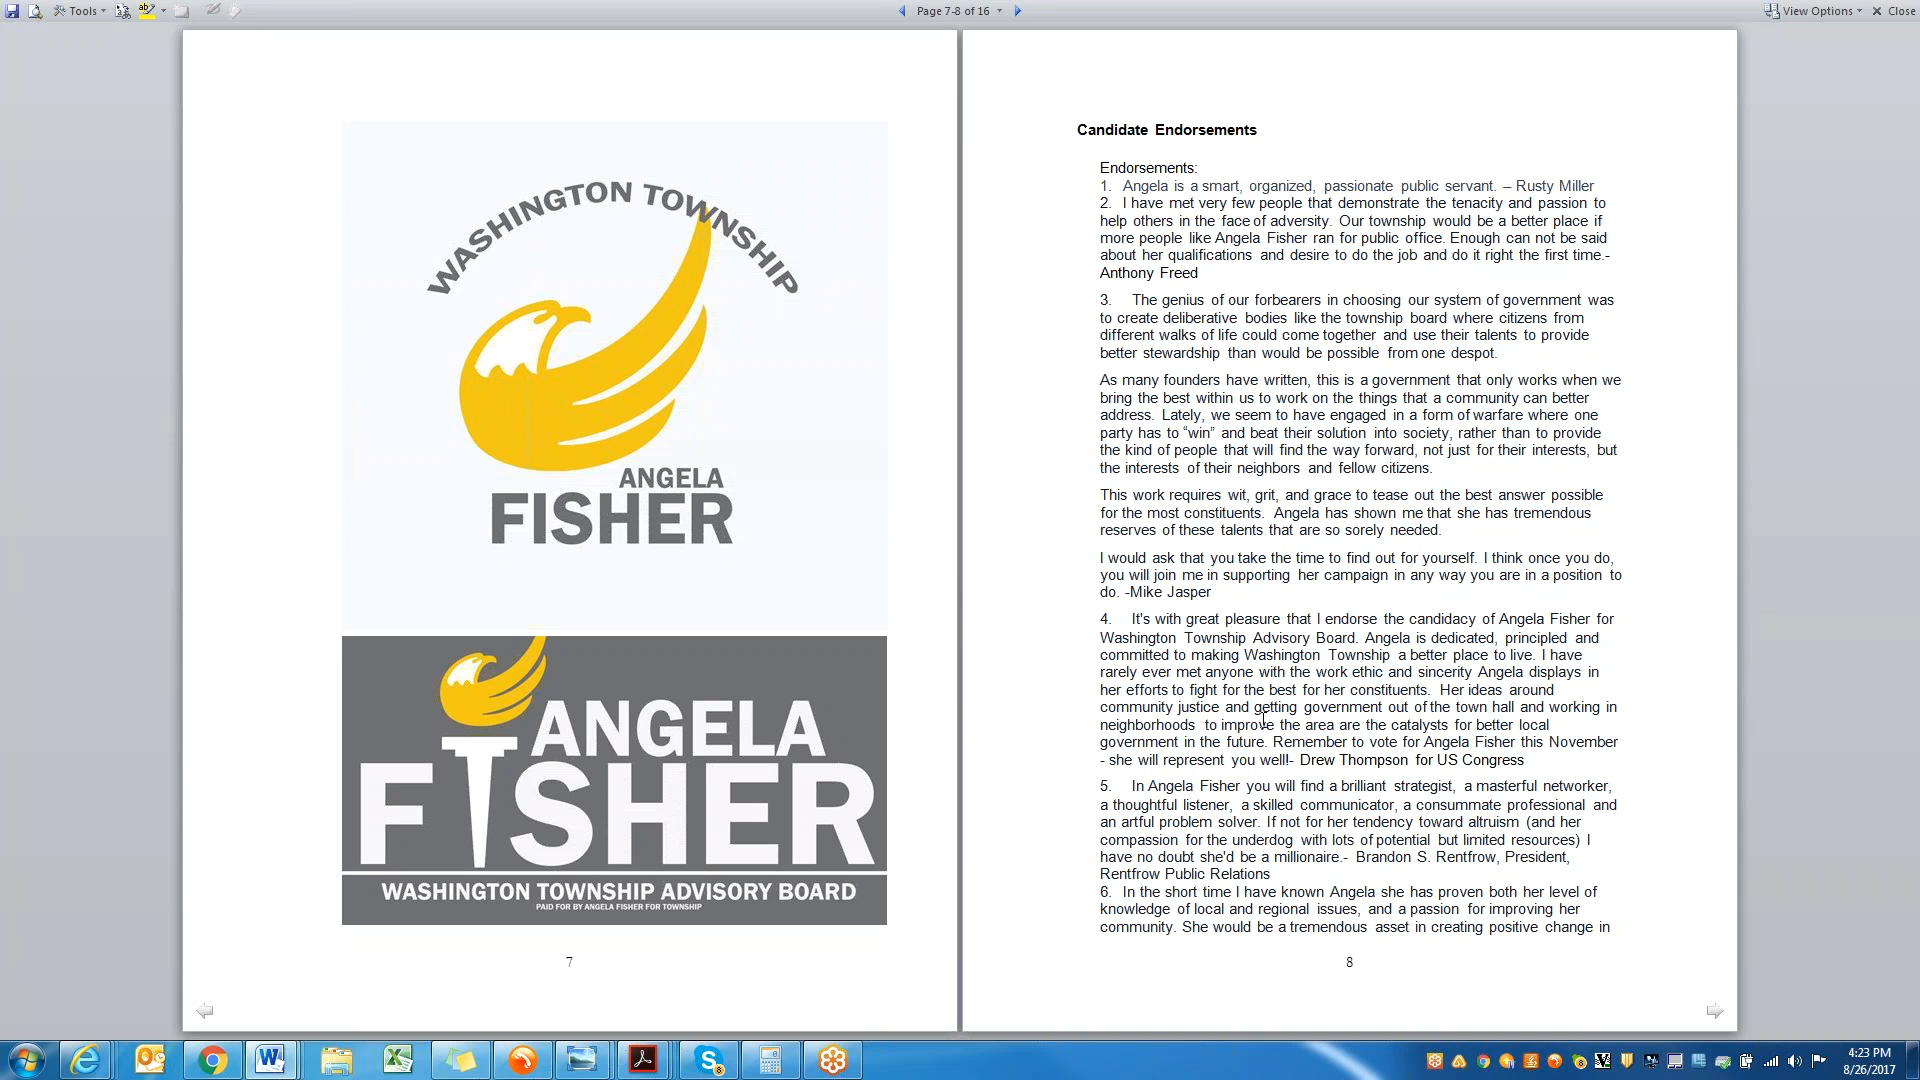 Tools
Page 7-8 of 16
View Options
Close
WASHINGTON TOWNSHIP
ANGELA
FISHER
ANGELA
FISHER
WASHINGTON TOWNSHIP ADVISORY BOARD
PAID FOR BY ANGELA FISHER FOR TOWNSHIP
7
Candidate Endorsements
Endorsements:
1. Angela is a smart, organized, passionate public servant. – Rusty Miller
2. I have met very few people that demonstrate the tenacity and passion to
help others in the face of adversity. Our township would be a better place if
more people like Angela Fisher ran for public office. Enough can not be said
about her qualifications and desire to do the job and do it right the first time.-
Anthony Freed
3. The genius of our forbearers in choosing our system of government was
to create deliberative bodies like the township board where citizens from
different walks of life could come together and use their talents to provide
better stewardship than would be possible from one despot.
As many founders have written, this is a government that only works when we
bring the best within us to work on the things that a community can better
address. Lately, we seem to have engaged in a form of warfare where one
party has to “win” and beat their solution into society, rather than to provide
the kind of people that will find the way forward, not just for their interests, but
the interests of their neighbors and fellow citizens.
This work requires wit, grit, and grace to tease out the best answer possible
for the most constituents. Angela has shown me that she has tremendous
reserves of these talents that are so sorely needed.
I would ask that you take the time to find out for yourself. I think once you do,
you will join me in supporting her campaign in any way you are in a position to
do. -Mike Jasper
4. It's with great pleasure that I endorse the candidacy of Angela Fisher for
Washington Township Advisory Board. Angela is dedicated, principled and
committed to making Washington Township a better place to live. I have
rarely ever met anyone with the work ethic and sincerity Angela displays in
her efforts to fight for the best for her constituents. Her ideas around
community justice and getting government out of the town hall and working in
neighborhoods to improve the area are the catalysts for better local
government in the future. Remember to vote for Angela Fisher this November
- she will represent you well!- Drew Thompson for US Congress
5. In Angela Fisher you will find a brilliant strategist, a masterful networker,
a thoughtful listener, a skilled communicator, a consummate professional and
an artful problem solver. If not for her tendency toward altruism (and her
compassion for the underdog with lots of potential but limited resources) I
have no doubt she'd be a millionaire.- Brandon S. Rentfrow, President,
Rentfrow Public Relations
6. In the short time I have known Angela she has proven both her level of
knowledge of local and regional issues, and a passion for improving her
community. She would be a tremendous asset in creating positive change in
8
4:23 PM
8/26/2017